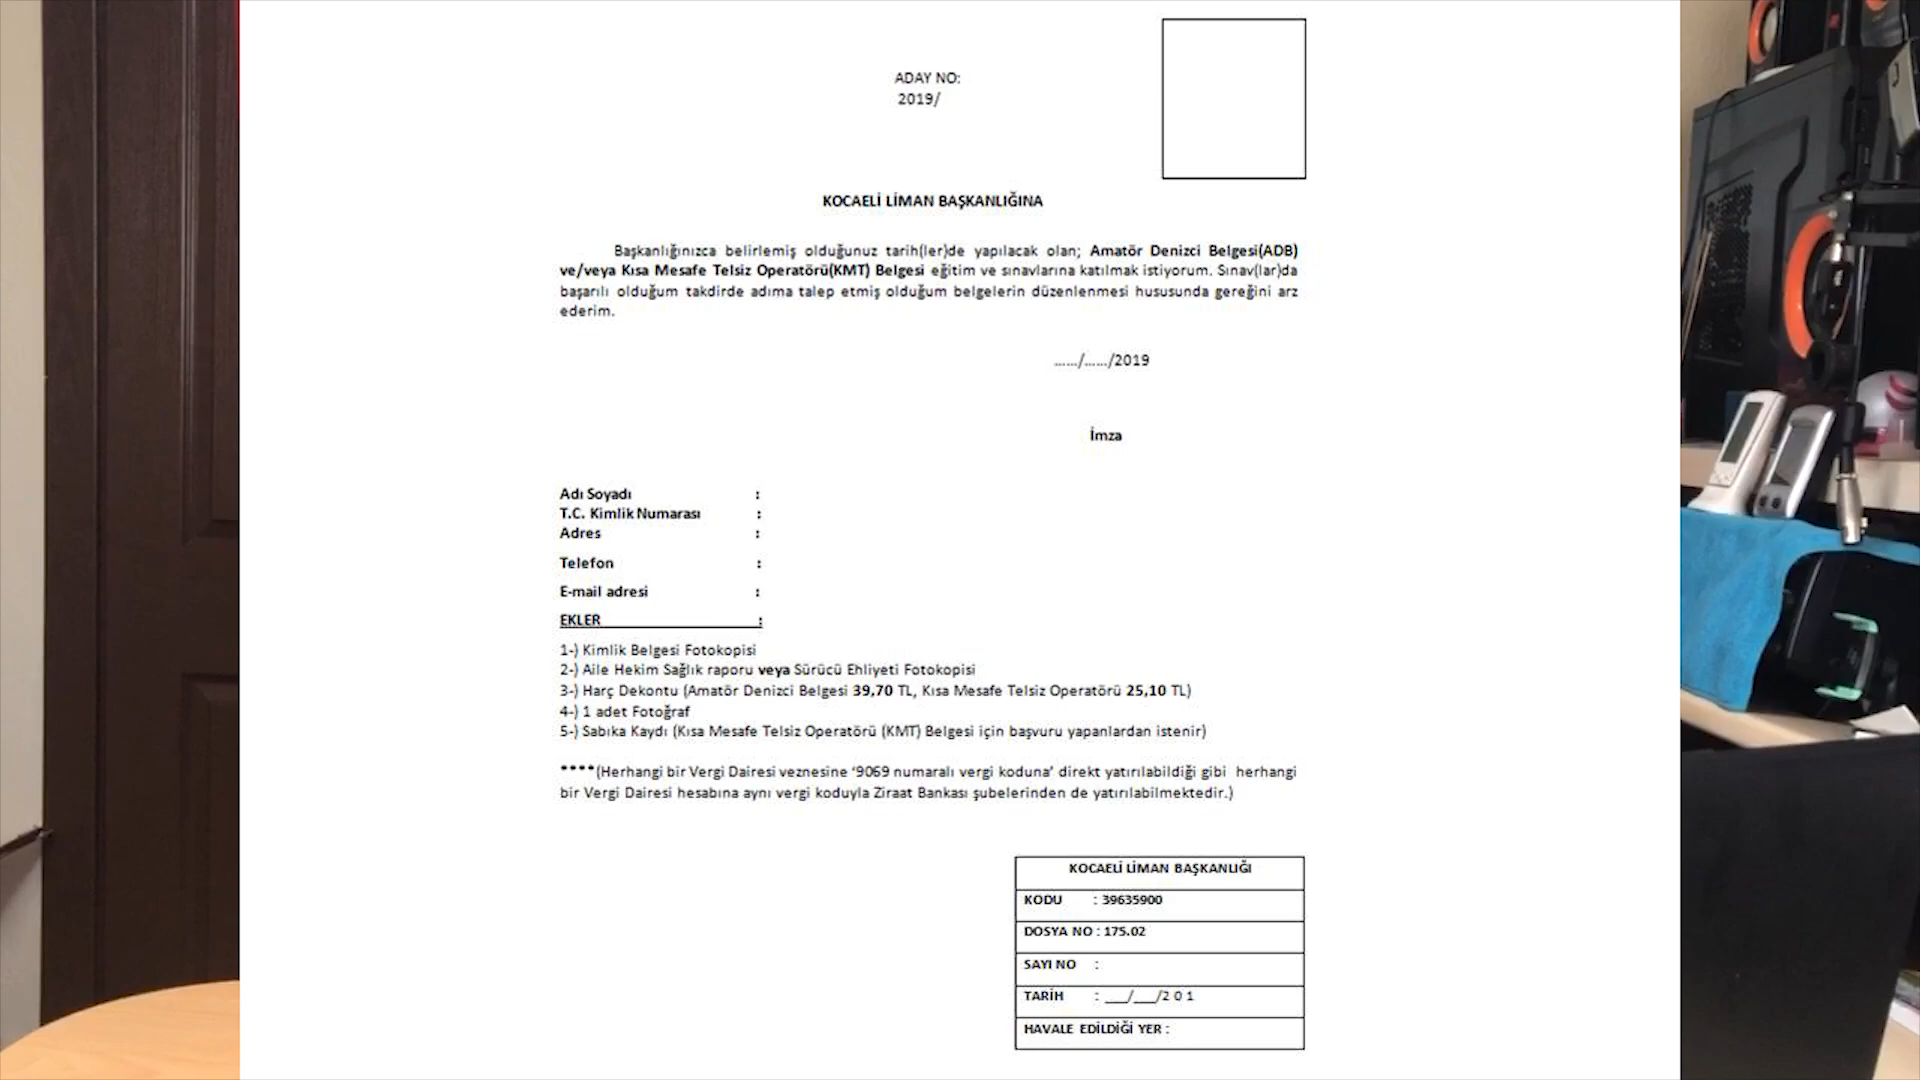 ADAY NO:
2019/
KOCAELİ LİMAN BAŞKANLIĞINA
Başkanlığınızca belirlemiş olduğunuz tarih(ler)de yapılacak olan; Amatör Denizci Belgesi(ADB)
ve/veya Kısa Mesafe Telsiz Operatörü(KMT) Belgesi eğitim ve sınavlarına katılmak istiyorum. Sınav(lar)da
başarılı olduğum takdirde adıma talep etmiş olduğum belgelerin düzenlenmesi hususunda gereğini arz
ederim.
....../....../2019
İmza
Adı Soyadı :
T.C. Kimlik Numarası :
Adres :
Telefon :
E-mail adresi :
EKLER :
1-) Kimlik Belgesi Fotokopisi
2-) Aile Hekim Sağlık raporu veya Sürücü Ehliyeti Fotokopisi
3-) Harç Dekontu (Amatör Denizci Belgesi 39,70 TL, Kısa Mesafe Telsiz Operatörü 25,10 TL)
4-) 1 adet Fotoğraf
5-) Sabıka Kaydı (Kısa Mesafe Telsiz Operatörü (KMT) Belgesi için başvuru yapanlardan istenir)
****(Herhangi bir Vergi Dairesi veznesine ‘9069 numaralı vergi koduna’ direkt yatırılabildiği gibi herhangi
bir Vergi Dairesi hesabına aynı vergi koduyla Ziraat Bankası şubelerinden de yatırılabilmektedir.)
KOCAELİ LİMAN BAŞKANLIĞI
KODU : 39635900
DOSYA NO : 175.02
SAYI NO :
TARİH : ___/___/2 0 1
HAVALE EDİLDİĞİ YER :